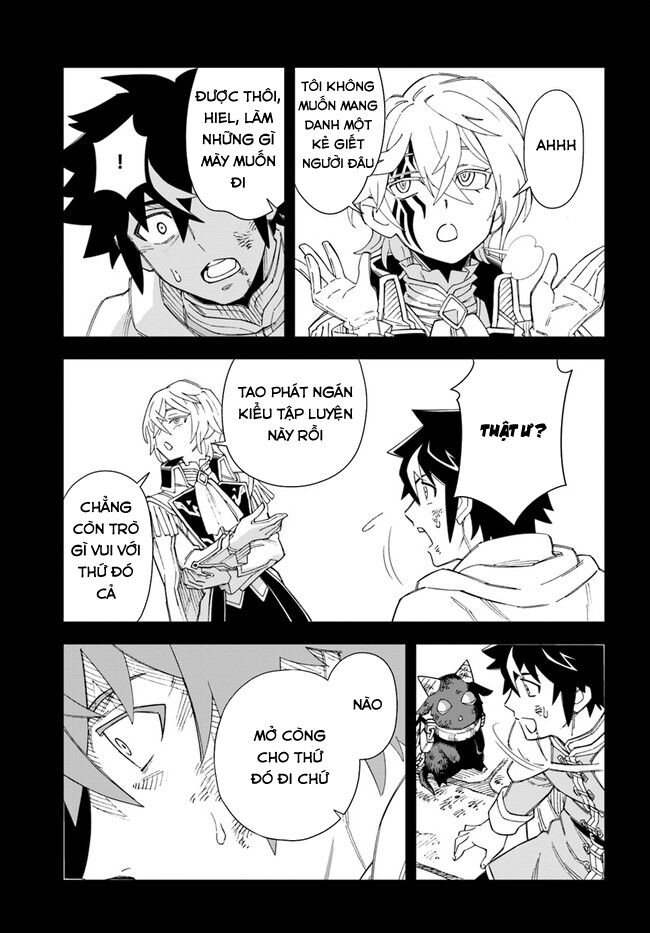 AHHH
TÔI KHÔNG
MUỐN MANG
DANH MỘT
KẺ GIẾT
NGƯỜI ĐÂU
ĐƯỢC THÔI,
HIEL, LÀM
NHỮNG GÌ
MÀY MUỐN
ĐI
!
THẬT Ư?
TAO PHÁT NGÁN
KIỂU TẬP LUYỆN
NÀY RỒI
CHẲNG
CÒN TRÒ
GÌ VUI VỚI
THỨ ĐÓ
CẢ
NÀO
MỞ CÒNG
CHO THỨ
ĐÓ ĐI CHỨ